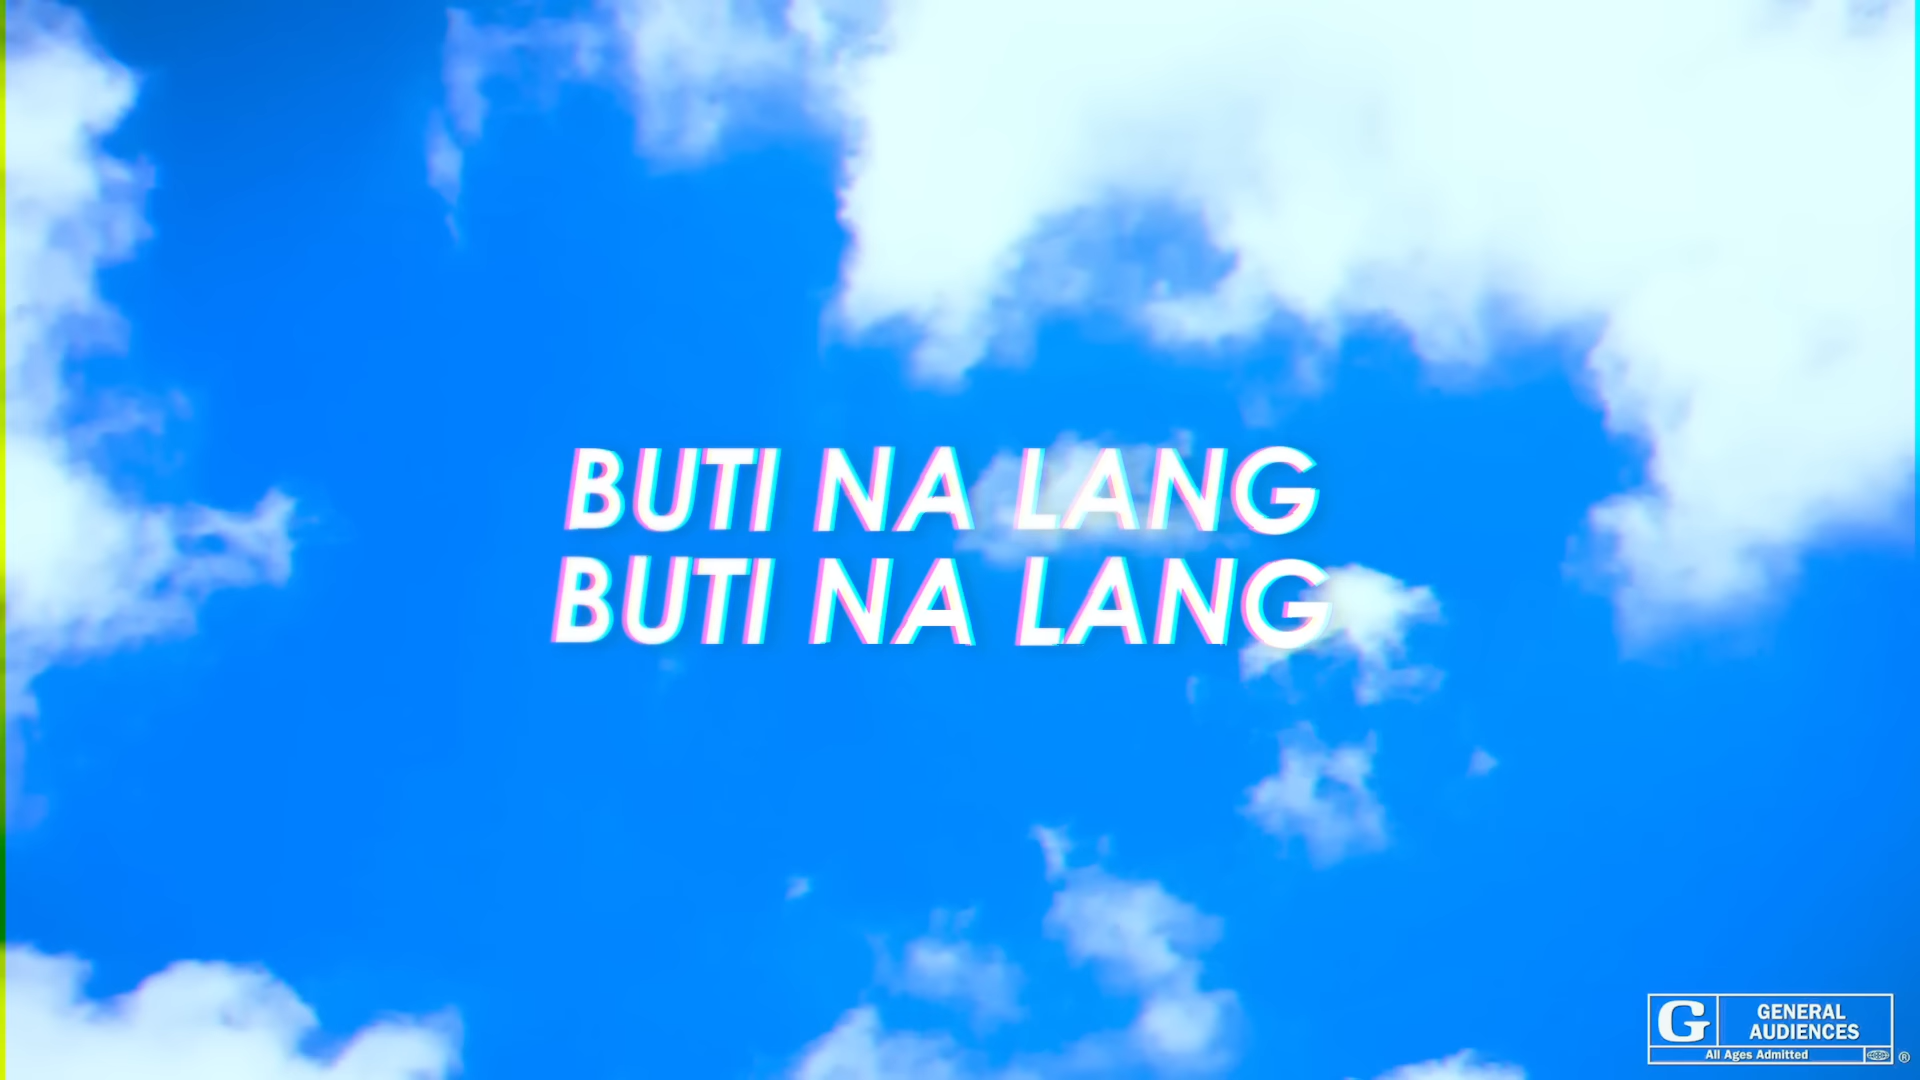 BUTI NA LANG
BUTI NA LANG
G
GENERAL
AUDIENCES
All Ages Admitted
®